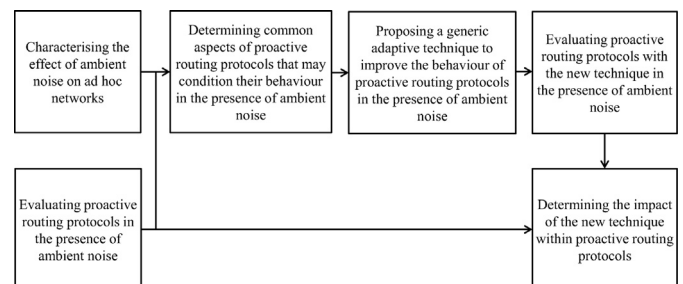 Characterising the
effect of ambient
noise on ad hoc
networks
Determining common
aspects of proactive
routing protocols that may
condition their behaviour
in the presence of ambient
noise
Proposing a generic
adaptive technique to
improve the behaviour of
proactive routing protocols
in the presence of ambient
noise
Evaluating proactive
routing protocols with
the new technique in
the presence of ambient
noise
Evaluating proactive
routing protocols in
the presence of
ambient noise
Determining the impact
of the new technique
within proactive routing
protocols